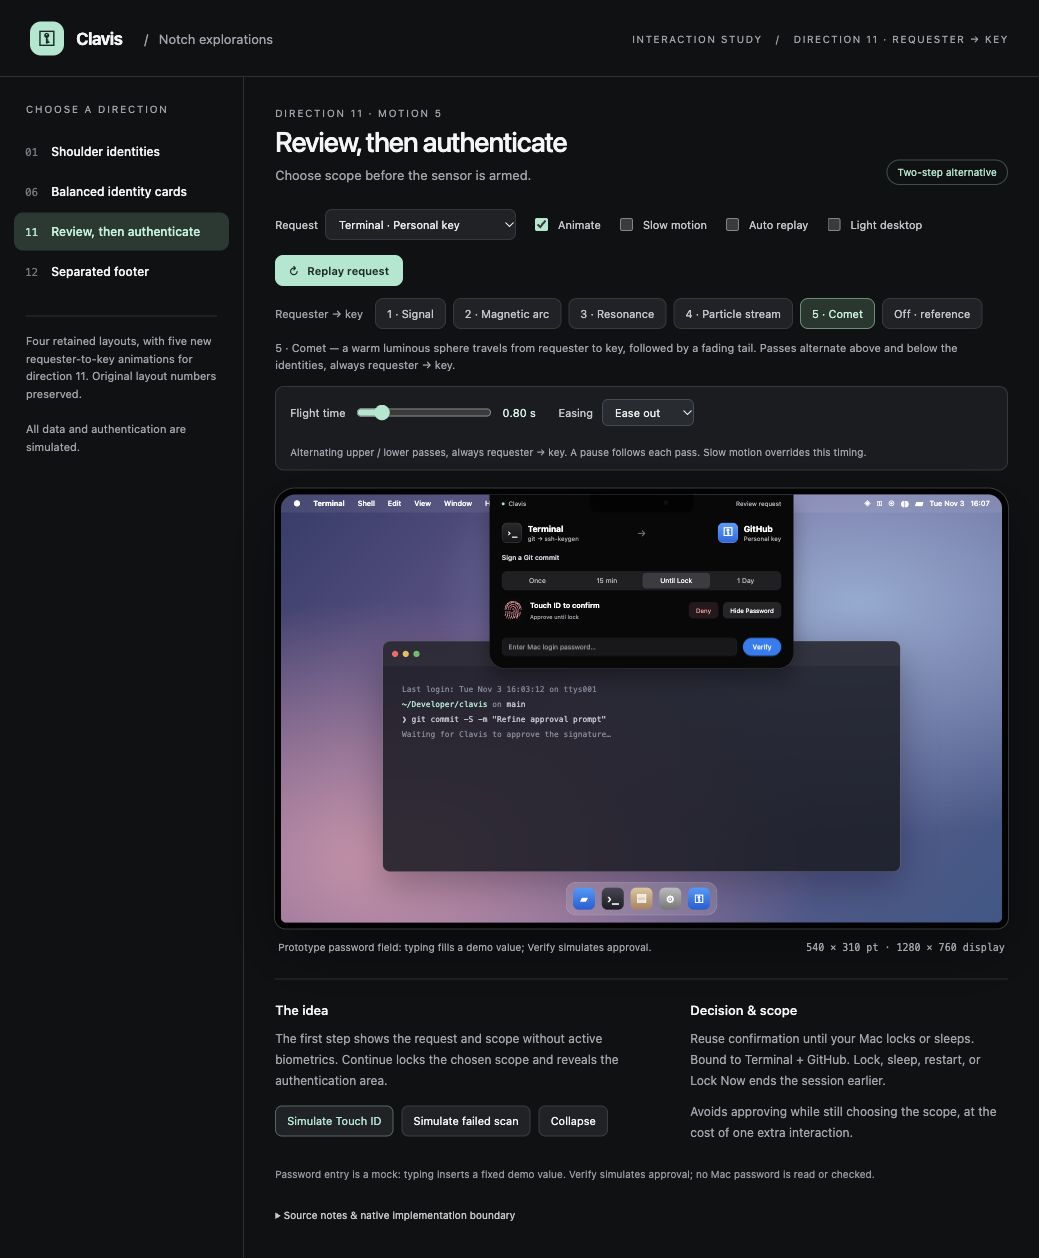 Clavis / Notch explorations
INTERACTION STUDY / DIRECTION 11 · REQUESTER → KEY
CHOOSE A DIRECTION
01 Shoulder identities
06 Balanced identity cards
11 Review, then authenticate
12 Separated footer
Four retained layouts, with five new
requester-to-key animations for
direction 11. Original layout numbers
preserved.
All data and authentication are
simulated.
DIRECTION 11 · MOTION 5
Review, then authenticate
Choose scope before the sensor is armed.
Two-step alternative
Request Terminal · Personal key Animate Slow motion Auto replay Light desktop
↻ Replay request
Requester → key 1 · Signal 2 · Magnetic arc 3 · Resonance 4 · Particle stream 5 · Comet Off · reference
5 · Comet — a warm luminous sphere travels from requester to key, followed by a fading tail. Passes alternate above and below the
identities, always requester → key.
Flight time 0.80 s Easing Ease out
Alternating upper / lower passes, always requester → key. A pause follows each pass. Slow motion overrides this timing.
Terminal Shell Edit View Window H
Tue Nov 3 16:07
Clavis Review request
Terminal
git → ssh-keygen
→
GitHub
Personal key
Sign a Git commit
Once 15 min Until Lock 1 Day
Touch ID to confirm
Approve until lock
Deny Hide Password
Enter Mac login password... Verify
Last login: Tue Nov 3 16:03:12 on ttys001
~/Developer/clavis on main
❯ git commit -S -m "Refine approval prompt"
Waiting for Clavis to approve the signature…
Prototype password field: typing fills a demo value; Verify simulates approval.
540 × 310 pt · 1280 × 760 display
The idea
The first step shows the request and scope without active
biometrics. Continue locks the chosen scope and reveals the
authentication area.
Simulate Touch ID Simulate failed scan Collapse
Decision & scope
Reuse confirmation until your Mac locks or sleeps.
Bound to Terminal + GitHub. Lock, sleep, restart, or
Lock Now ends the session earlier.
Avoids approving while still choosing the scope, at the
cost of one extra interaction.
Password entry is a mock: typing inserts a fixed demo value. Verify simulates approval; no Mac password is read or checked.
▸ Source notes & native implementation boundary